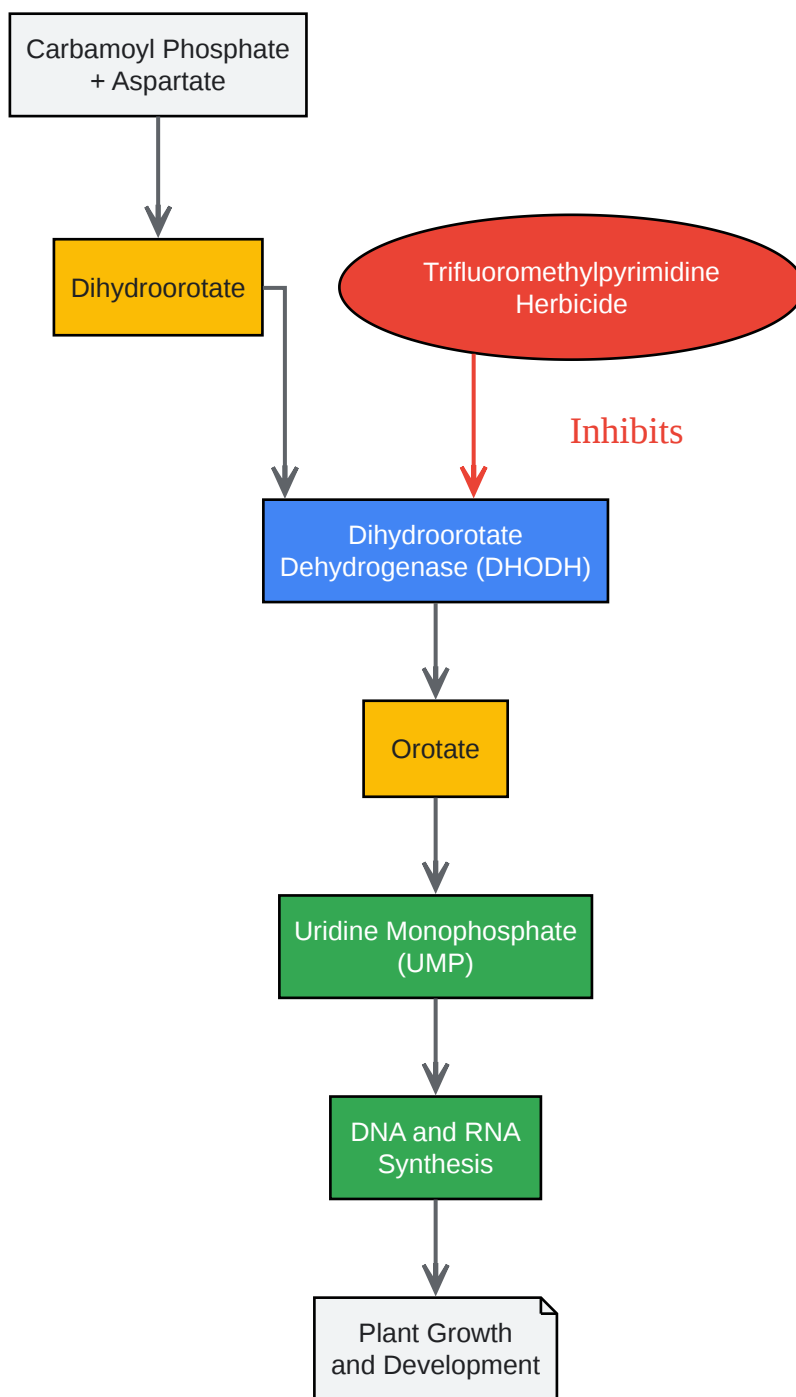 Carbamoyl Phosphate
+ Aspartate
Dihydroorotate
Trifluoromethylpyrimidine
Herbicide
Inhibits
Dihydroorotate
Dehydrogenase (DHODH)
Orotate
Uridine Monophosphate
(UMP)
DNA and RNA
Synthesis
Plant Growth
and Development